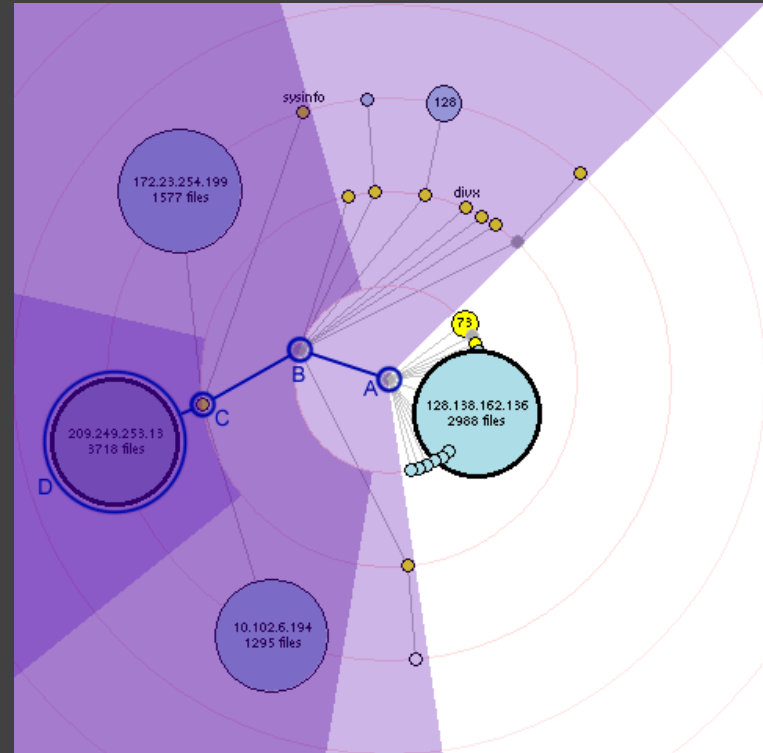 sysinfo
128
172.23.254.199
1577 files
divx
73
B
A
128.138.162.136
2988 files
C
209.249.253.13
3718 files
D
10.102.6.194
1295 files